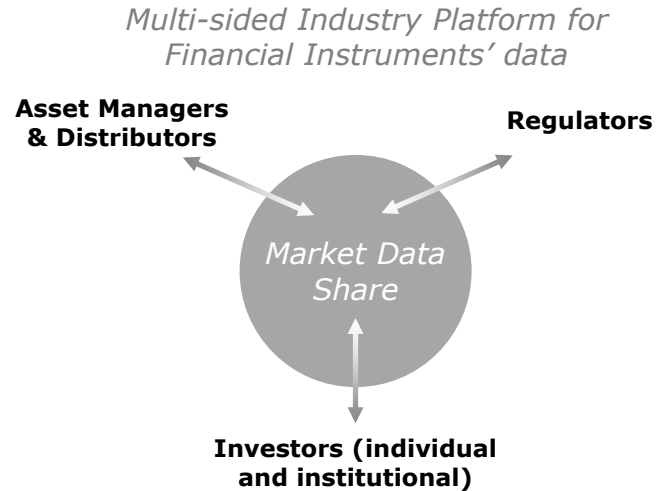 Multi-sided Industry Platform for
Financial Instruments’ data
Asset Managers
& Distributors
Regulators
Market Data
Share
Investors (individual
and institutional)